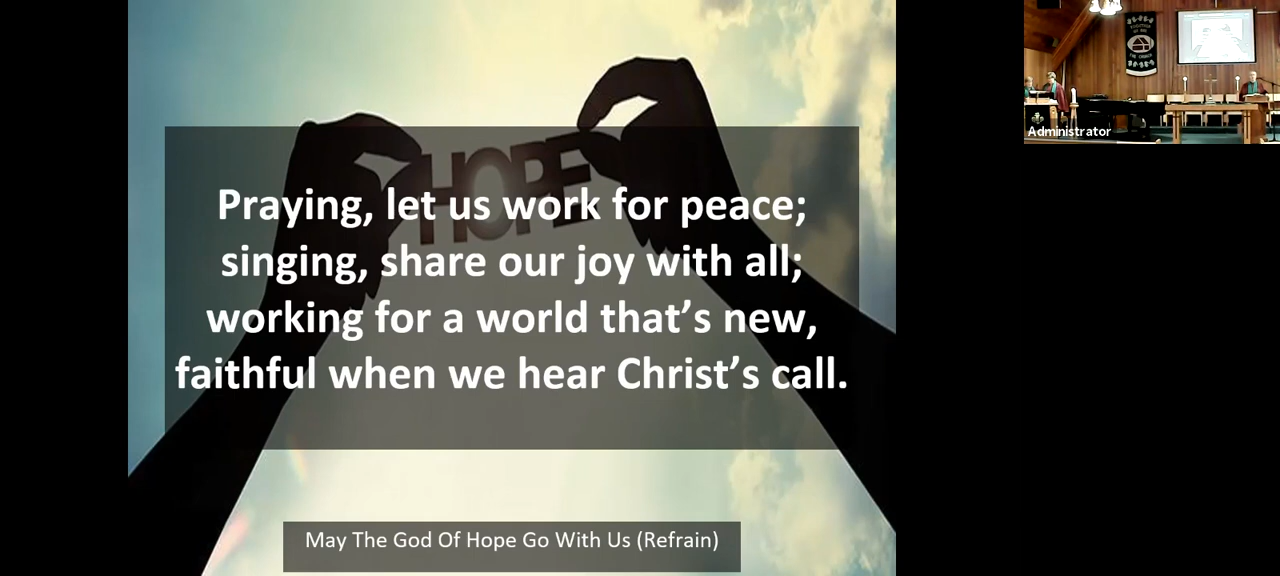 HOPE
Praying, let us work for peace;
singing, share our joy with all;
working for a world that’s new,
faithful when we hear Christ’s call.
May The God Of Hope Go With Us (Refrain)
Administrator